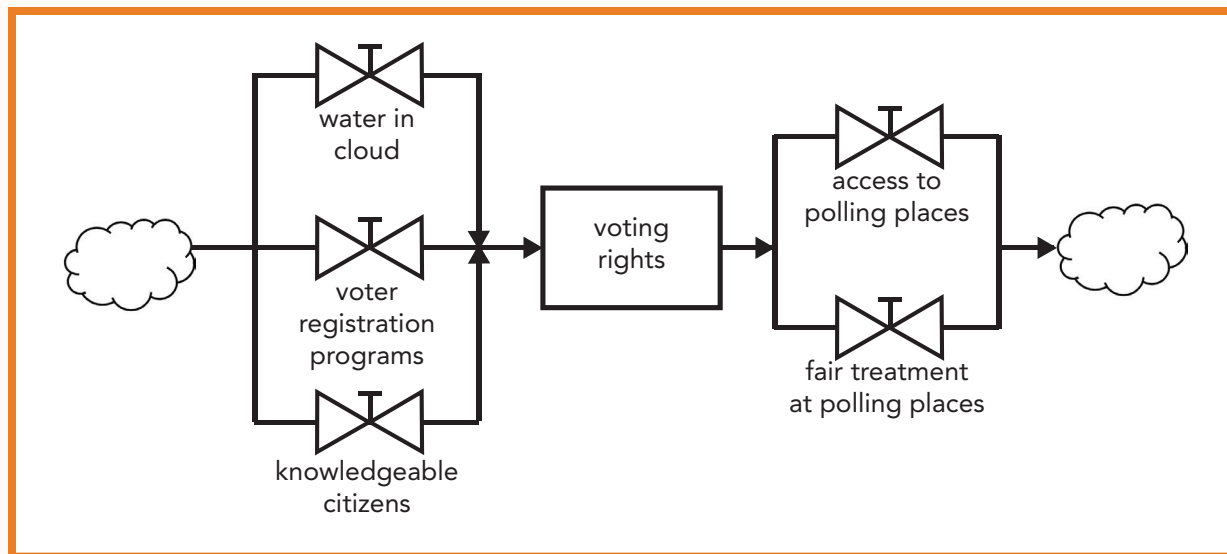 water in
cloud
voter
registration
programs
knowledgeable
citizens
voting
rights
access to
polling places
fair treatment
at polling places